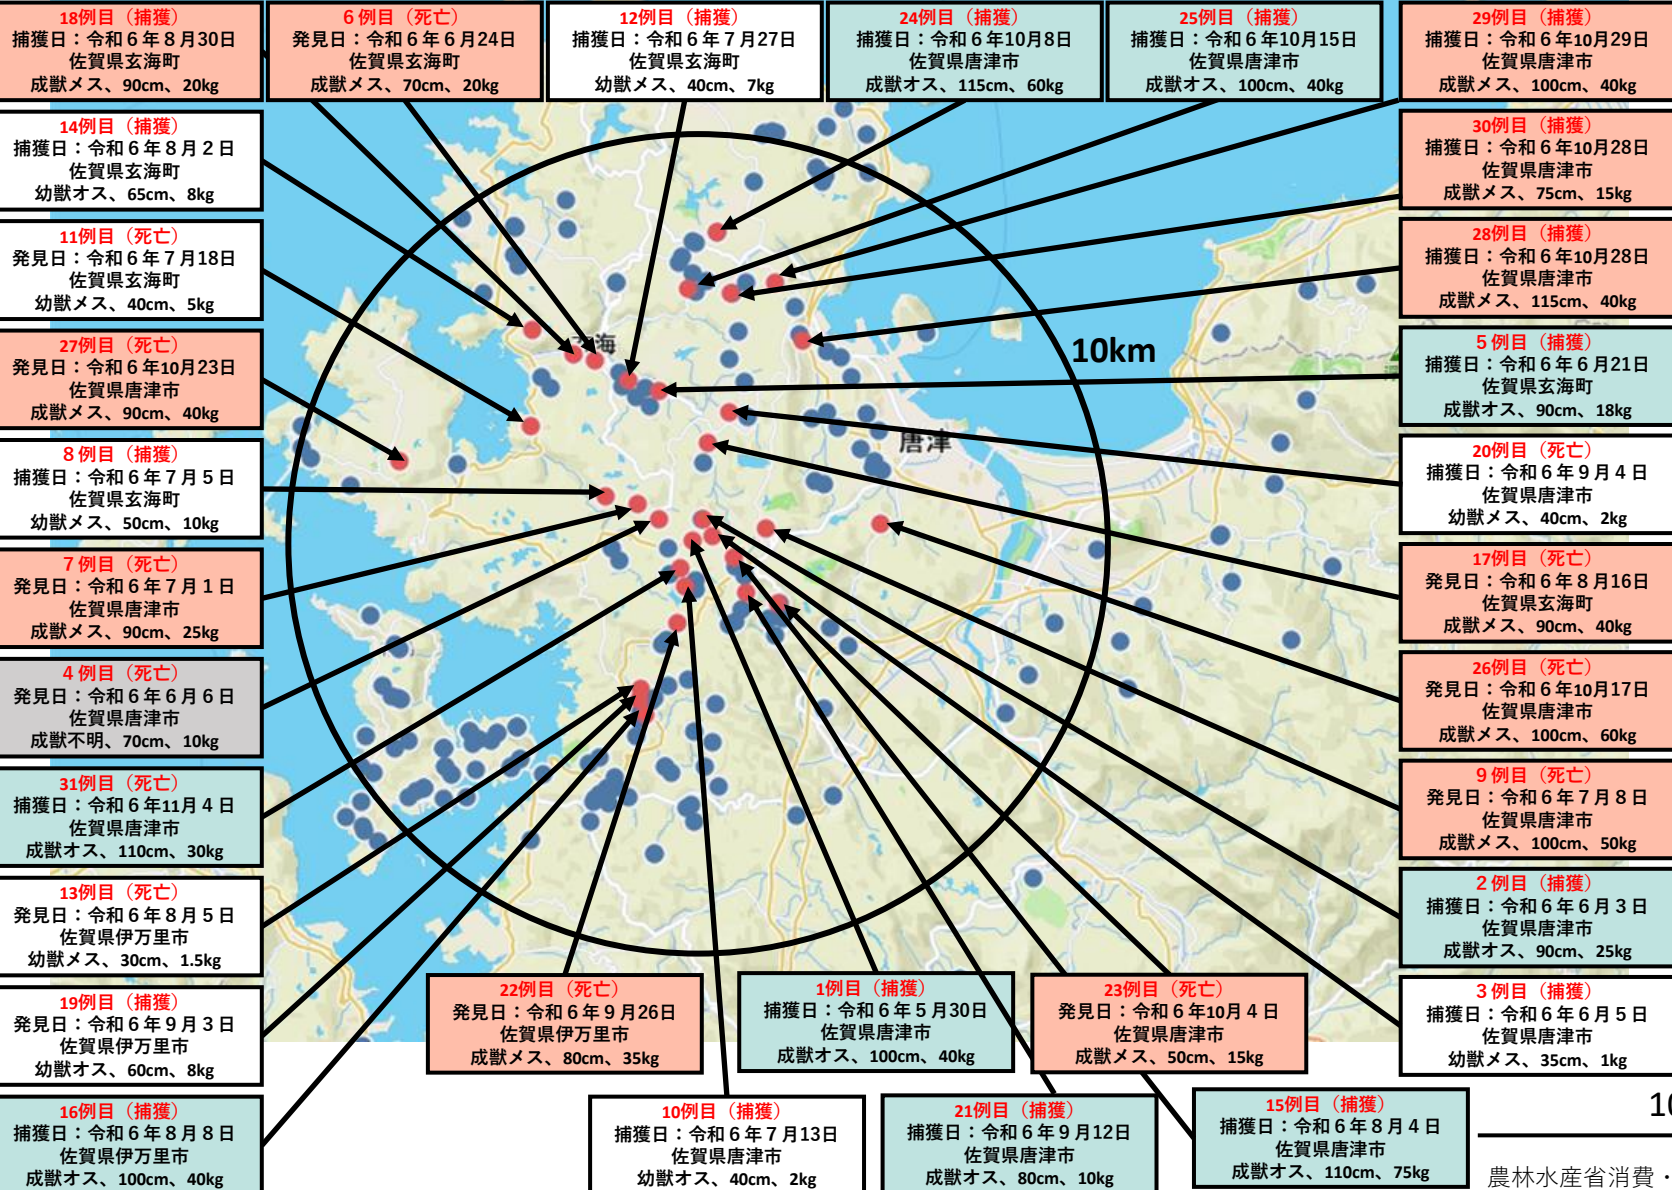 18例目（捕獲）
捕獲日：令和６年８月30日
佐賀県玄海町
成獣メス、90cm、20kg
６例目（死亡）
発見日：令和６年６月24日
佐賀県玄海町
成獣メス、70cm、20kg
12例目（捕獲）
捕獲日：令和６年７月27日
佐賀県玄海町
幼獣メス、40cm、7kg
24例目（捕獲）
捕獲日：令和６年10月8日
佐賀県唐津市
成獣オス、115cm、60kg
25例目（捕獲）
捕獲日：令和６年10月15日
佐賀県唐津市
成獣オス、100cm、40kg
29例目（捕獲）
捕獲日：令和６年10月29日
佐賀県唐津市
成獣メス、100cm、40kg
14例目（捕獲）
捕獲日：令和６年８月２日
佐賀県玄海町
幼獣オス、65cm、8kg
11例目（死亡）
発見日：令和６年７月18日
佐賀県玄海町
幼獣メス、40cm、5kg
27例目（死亡）
発見日：令和６年10月23日
佐賀県唐津市
成獣メス、90cm、40kg
８例目（捕獲）
捕獲日：令和６年７月５日
佐賀県玄海町
幼獣メス、50cm、10kg
７例目（死亡）
発見日：令和６年７月１日
佐賀県唐津市
成獣メス、90cm、25kg
４例目（死亡）
発見日：令和６年６月６日
佐賀県唐津市
成獣不明、70cm、10kg
31例目（死亡）
捕獲日：令和６年11月４日
佐賀県唐津市
成獣オス、110cm、30kg
13例目（死亡）
発見日：令和６年８月５日
佐賀県伊万里市
幼獣メス、30cm、1.5kg
19例目（捕獲）
発見日：令和６年９月３日
佐賀県伊万里市
幼獣オス、60cm、8kg
16例目（捕獲）
捕獲日：令和６年８月８日
佐賀県伊万里市
成獣オス、100cm、40kg
海
10km
唐津
30例目（捕獲）
捕獲日：令和６年10月28日
佐賀県唐津市
成獣メス、75cm、15kg
28例目（捕獲）
捕獲日：令和６年10月28日
佐賀県唐津市
成獣メス、115cm、40kg
５例目（捕獲）
捕獲日：令和６年６月21日
佐賀県玄海町
成獣オス、90cm、18kg
20例目（死亡）
捕獲日：令和６年９月４日
佐賀県唐津市
幼獣メス、40cm、2kg
17例目（死亡）
発見日：令和６年８月16日
佐賀県玄海町
成獣メス、90cm、40kg
26例目（死亡）
発見日：令和６年10月17日
佐賀県唐津市
成獣メス、100cm、60kg
９例目（死亡）
発見日：令和６年７月８日
佐賀県唐津市
成獣メス、100cm、50kg
２例目（捕獲）
捕獲日：令和６年６月３日
佐賀県唐津市
成獣オス、90cm、25kg
３例目（捕獲）
捕獲日：令和６年６月５日
佐賀県唐津市
幼獣メス、35cm、1kg
22例目（死亡）
発見日：令和６年９月26日
佐賀県伊万里市
成獣メス、80cm、35kg
1例目（捕獲）
捕獲日：令和６年５月30日
佐賀県唐津市
成獣オス、100cm、40kg
23例目（死亡）
発見日：令和６年10月４日
佐賀県唐津市
成獣メス、50cm、15kg
10例目（捕獲）
捕獲日：令和６年７月13日
佐賀県唐津市
幼獣オス、40cm、2kg
21例目（捕獲）
捕獲日：令和６年９月12日
佐賀県唐津市
成獣オス、80cm、10kg
15例目（捕獲）
捕獲日：令和６年８月４日
佐賀県唐津市
成獣オス、110cm、75kg
10
農林水産省消費・